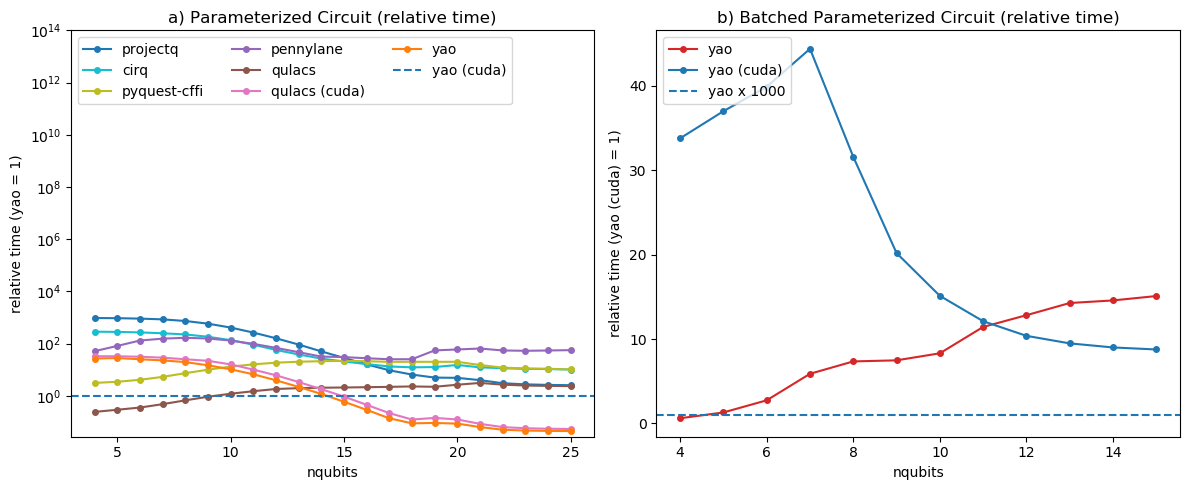 a) Parameterized Circuit (relative time)
projectq
cirq
pyquest-cffi
pennylane
qulacs
qulacs (cuda)
yao
yao (cuda)
relative time (yao = 1)
10^14
10^12
10^10
10^8
10^6
10^4
10^2
10^0
5
10
15
20
25
nqubits
b) Batched Parameterized Circuit (relative time)
yao
yao (cuda)
yao x 1000
relative time (yao (cuda) = 1)
40
30
20
10
0
4
6
8
10
12
14
nqubits